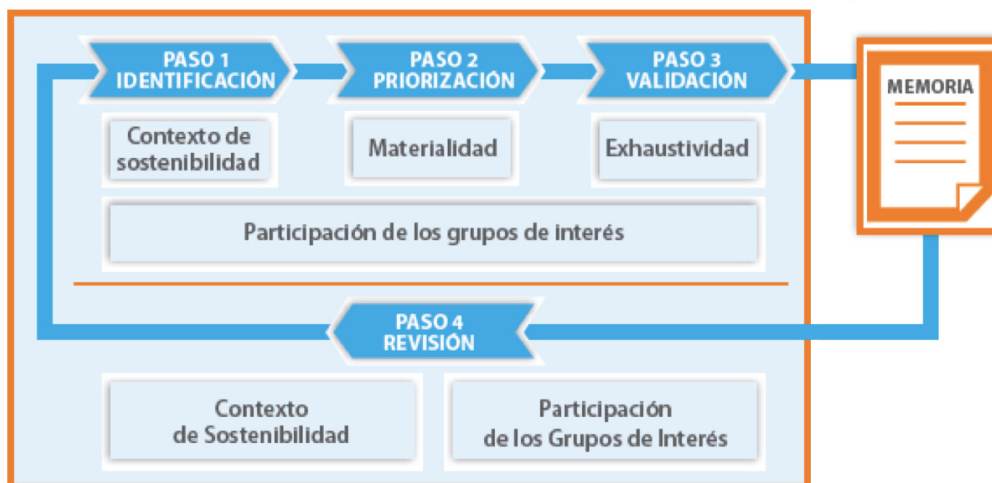 PASO 1
IDENTIFICACIÓN
PASO 2
PRIORIZACIÓN
PASO 3
VALIDACIÓN
MEMORIA
Contexto de
sostenibilidad
Materialidad
Exhaustividad
Participación de los grupos de interés
PASO 4
REVISIÓN
Contexto
de Sostenibilidad
Participación
de los Grupos de Interés